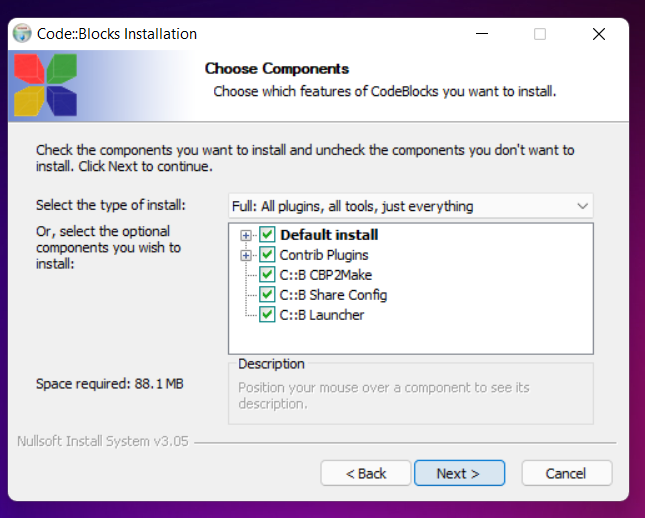 Code::Blocks Installation
Choose Components
Choose which features of CodeBlocks you want to install.
Check the components you want to install and uncheck the components you don't want to
install. Click Next to continue.
Select the type of install:
Full: All plugins, all tools, just everything
Or, select the optional
components you wish to
install:
Default install
Contrib Plugins
C::B CBP2Make
C::B Share Config
C::B Launcher
Space required: 88.1 MB
Description
Position your mouse over a component to see its
description.
Nullsoft Install System v3.05
< Back
Next >
Cancel